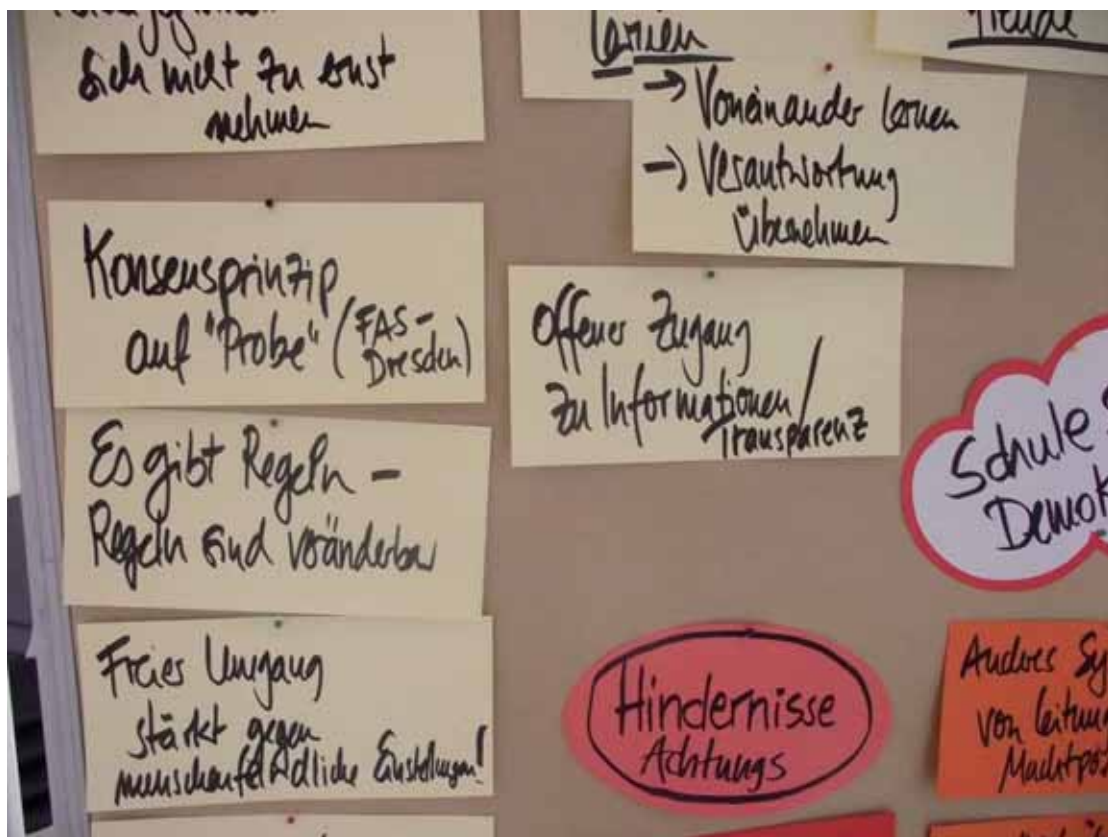 sich nicht zu ernst
nehmen
Konsensprinzip
auf "Probe" (FAS-
Dresden)
Es gibt Regeln -
Regeln sind veränderbar
Freier Umgang
stärkt gegen
menschenfeindliche Einstellungen!
lernen
→ Voneinander lernen
→ Verantwortung
übernehmen
Offener Zugang
zu Informationen/
Transparenz
Freude
Schule
Demok
Hindernisse
Achtungs
Anderes Sy
von Leitun
Machtpos